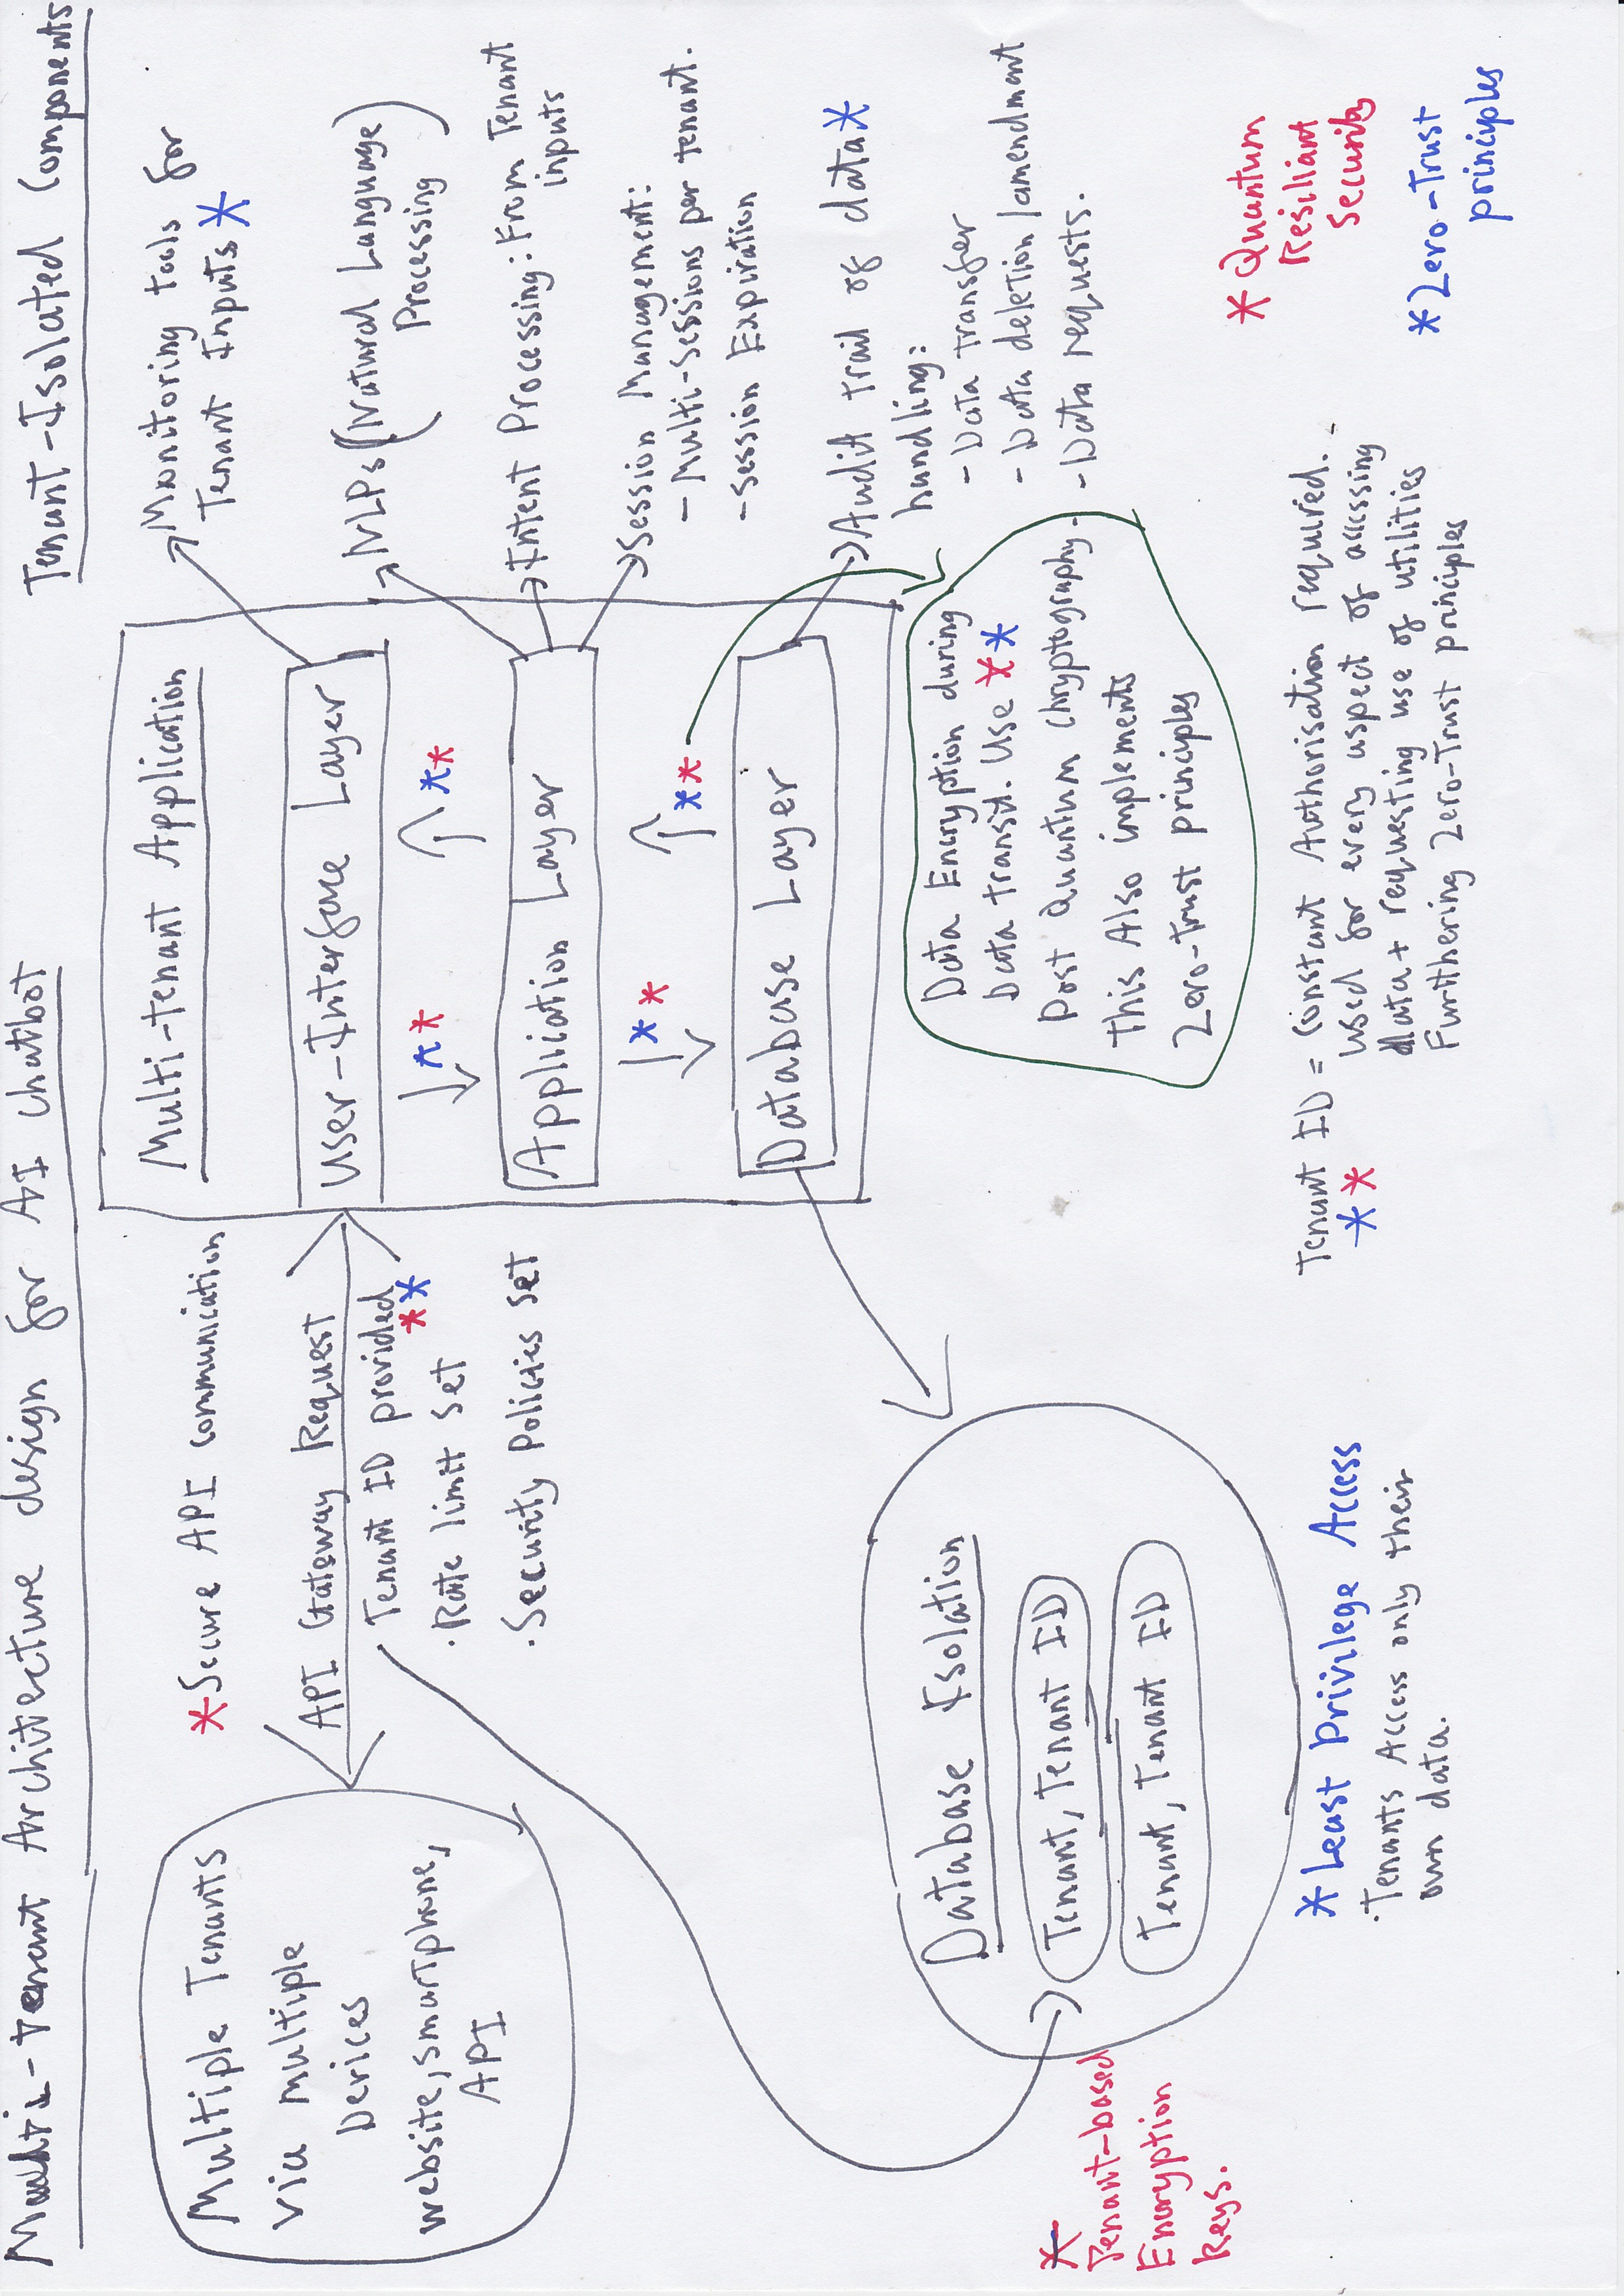 Multi-tenant Architecture design for AI chatbot
Tenant-Isolated Components
Multiple Tenants
via multiple
Devices
website, smartphone,
API
* Secure API communication
API Gateway Request
Tenant ID provided
**
. Rate limit set
. Security Policies set
Multi-tenant Application
User-Interface Layer
** **
Application Layer
** **
Database Layer
Monitoring tools for
Tenant Inputs *
NLPs (Natural Language
Processing)
Intent Processing: From Tenant
inputs
Session Management:
- Multi-Sessions per tenant.
- Session Expiration
Audit trail of data *
handling:
- Data Transfer
- Data deletion/amendment
- Data requests.
Data Encryption during
Data transit. Use **
Post Quantum Chryptography.
This Also implements
Zero-Trust principles
Database Isolation
Tenant, Tenant ID
Tenant, Tenant ID
*
Tenant-based
Encryption
Keys.
* Least Privilege Access
. Tenants Access only their
own data.
Tenant ID = Constant Authorisation required.
** used for every aspect of accessing
data + requesting use of utilities
Furthering Zero-Trust principles
* Quantum
resiliant
security
* Zero-Trust
principles